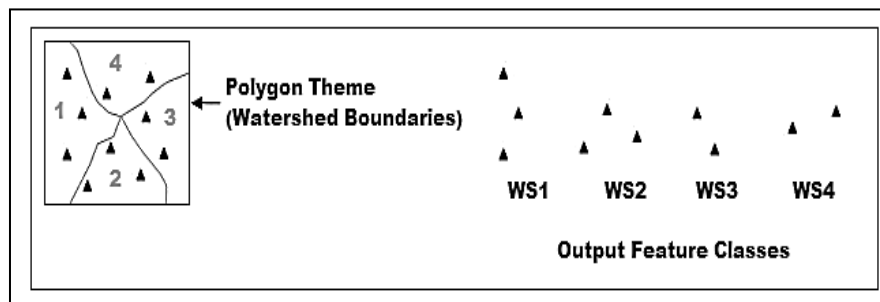 4
1
3
2
Polygon Theme
(Watershed Boundaries)
WS1 WS2 WS3 WS4
Output Feature Classes